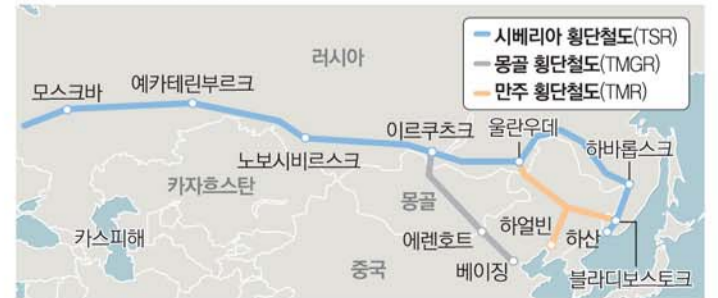 시베리아 횡단철도(TSR)
몽골 횡단철도(TMGR)
만주 횡단철도(TMR)
러시아
모스크바
예카테린부르크
노보시비르스크
이르쿠츠크
울란우데
하바롭스크
카자흐스탄
몽골
카스피해
에렌호트
하얼빈
하산
중국
베이징
블라디보스토크